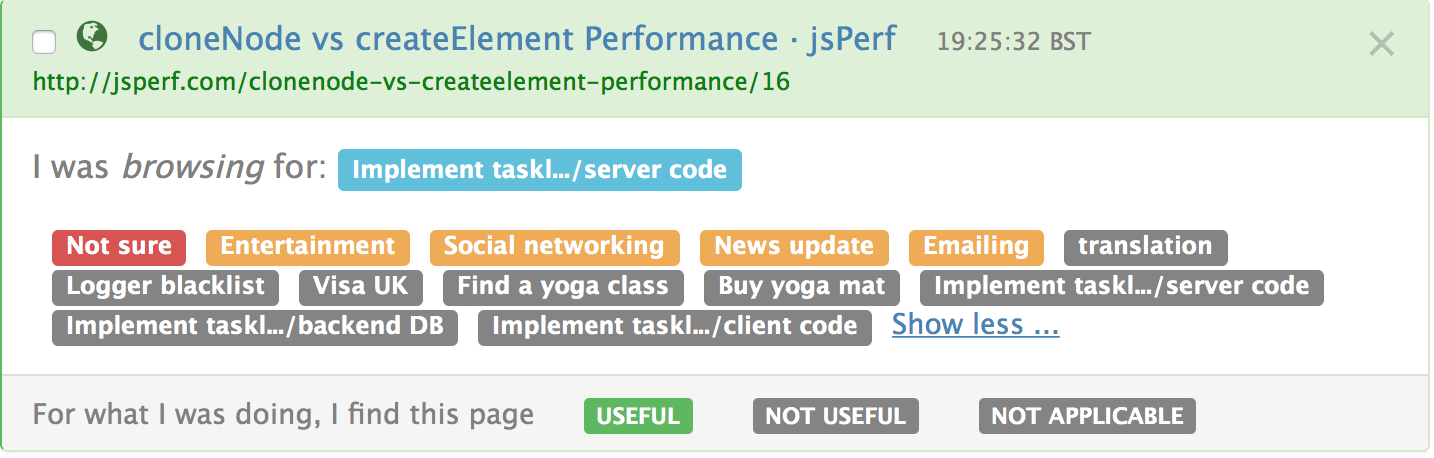 cloneNode vs createElement Performance · jsPerf 19:25:32 BST
http://jsperf.com/clonenode-vs-createelement-performance/16
I was browsing for: Implement taskl.../server code
Not sure Entertainment Social networking News update Emailing translation
Logger blacklist Visa UK Find a yoga class Buy yoga mat Implement taskl.../server code
Implement taskl.../backend DB Implement taskl.../client code Show less ...
For what I was doing, I find this page USEFUL NOT USEFUL NOT APPLICABLE